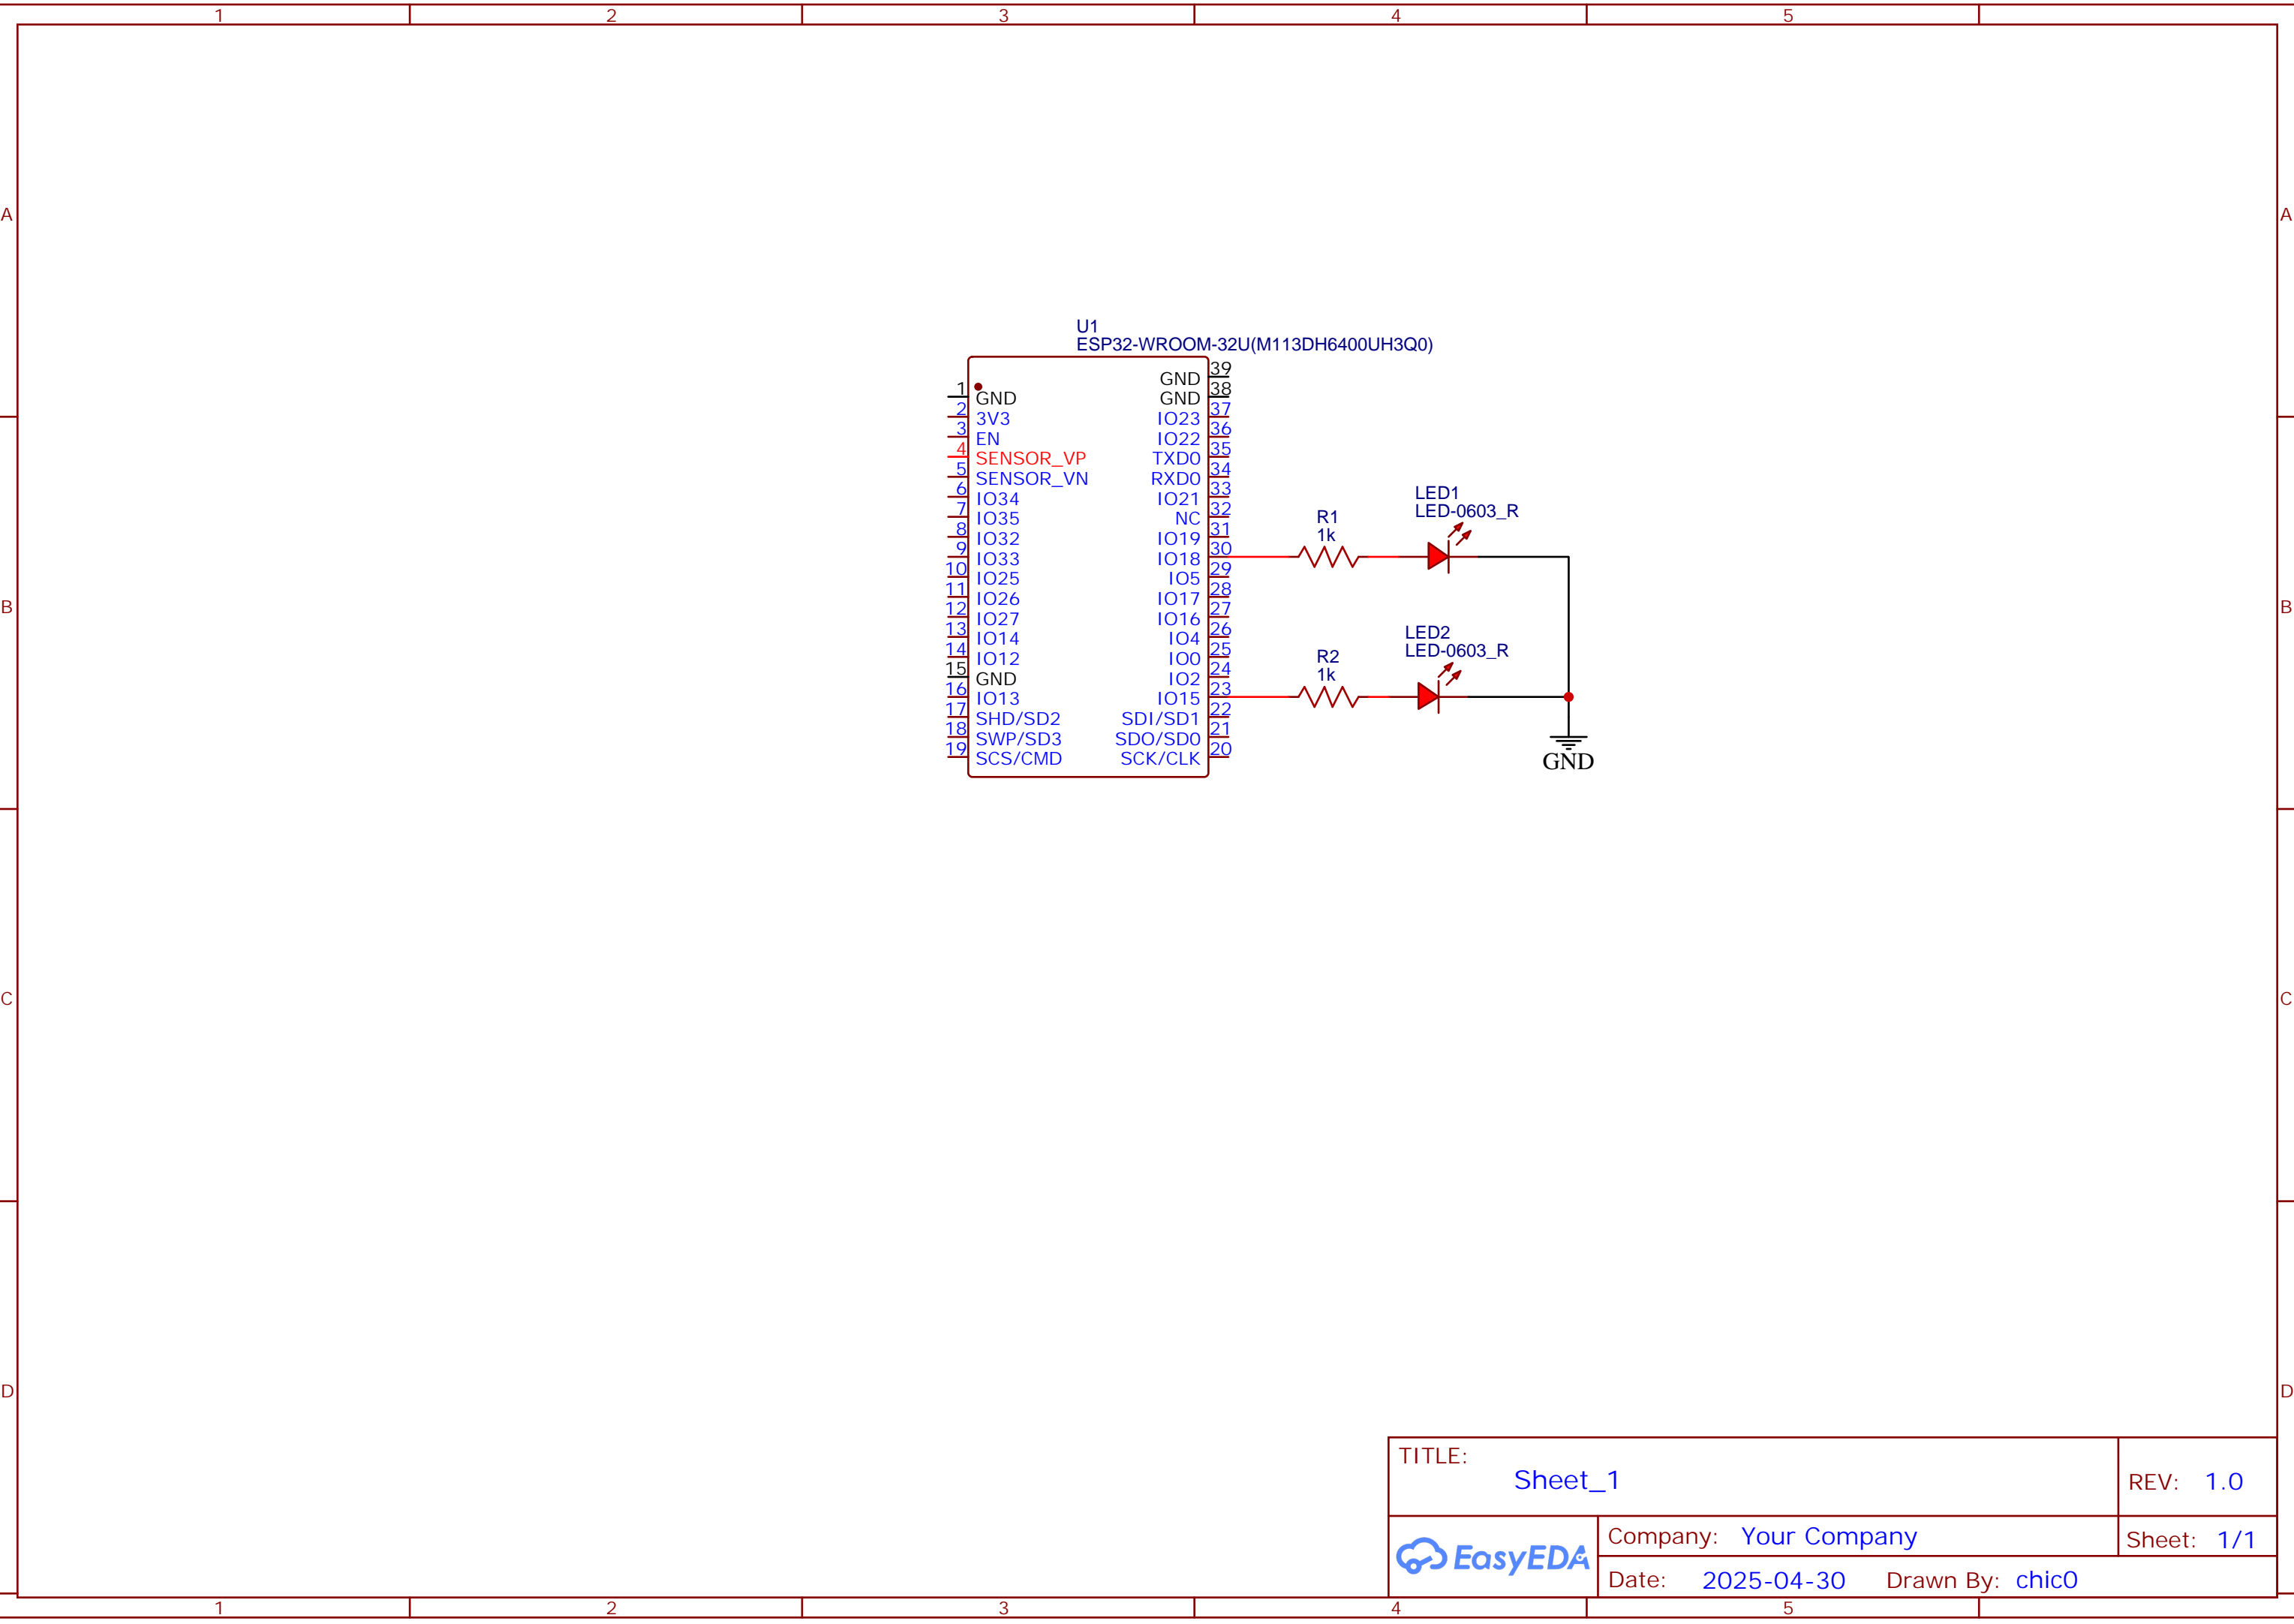 1 2 3 4 5
A A
U1
ESP32-WROOM-32U(M113DH6400UH3Q0)
GND 39
1 GND GND 38
2 3V3 IO23 37
3 EN IO22 36
4 SENSOR_VP TXD0 35
5 SENSOR_VN RXD0 34
6 IO34 IO21 33
7 IO35 NC 32
8 IO32 IO19 31
9 IO33 IO18 30
10 IO25 IO5 29
11 IO26 IO17 28
12 IO27 IO16 27
13 IO14 IO4 26
14 IO12 IO0 25
15 GND IO2 24
16 IO13 IO15 23
17 SHD/SD2 SDI/SD1 22
18 SWP/SD3 SDO/SD0 21
19 SCS/CMD SCK/CLK 20
R1
1k
LED1
LED-0603_R
B B
R2
1k
LED2
LED-0603_R
GND
C C
D D
TITLE:
Sheet_1
REV: 1.0
EasyEDA
Company: Your Company
Sheet: 1/1
Date: 2025-04-30 Drawn By: chic0
1 2 3 4 5